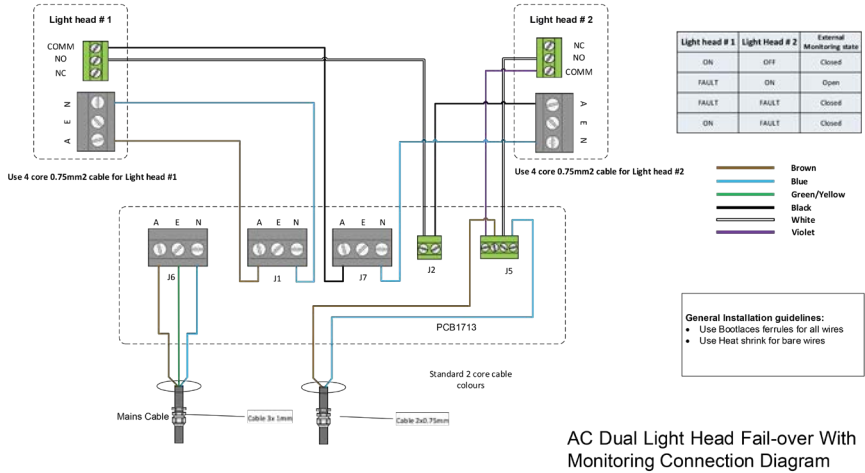 Light head # 1
COMM
NO
NC
N
E
A
Use 4 core 0.75mm2 cable for Light head #1
Light head # 2
NC
NO
COMM
A
E
N
Use 4 core 0.75mm2 cable for Light head #2
Light head # 1 Light Head # 2 External Monitoring state
ON OFF Closed
FAULT ON Open
FAULT FAULT Closed
ON FAULT Closed
Brown
Blue
Green/Yellow
Black
White
Violet
A E N
J6
A E N
J1
A E N
J7
J2
J5
PCB1713
General Installation guidelines:
• Use Bootlaces ferrules for all wires
• Use Heat shrink for bare wires
Standard 2 core cable
colours
Mains Cable
Cable 3x 1mm
Cable 2x0.75mm
AC Dual Light Head Fail-over With
Monitoring Connection Diagram